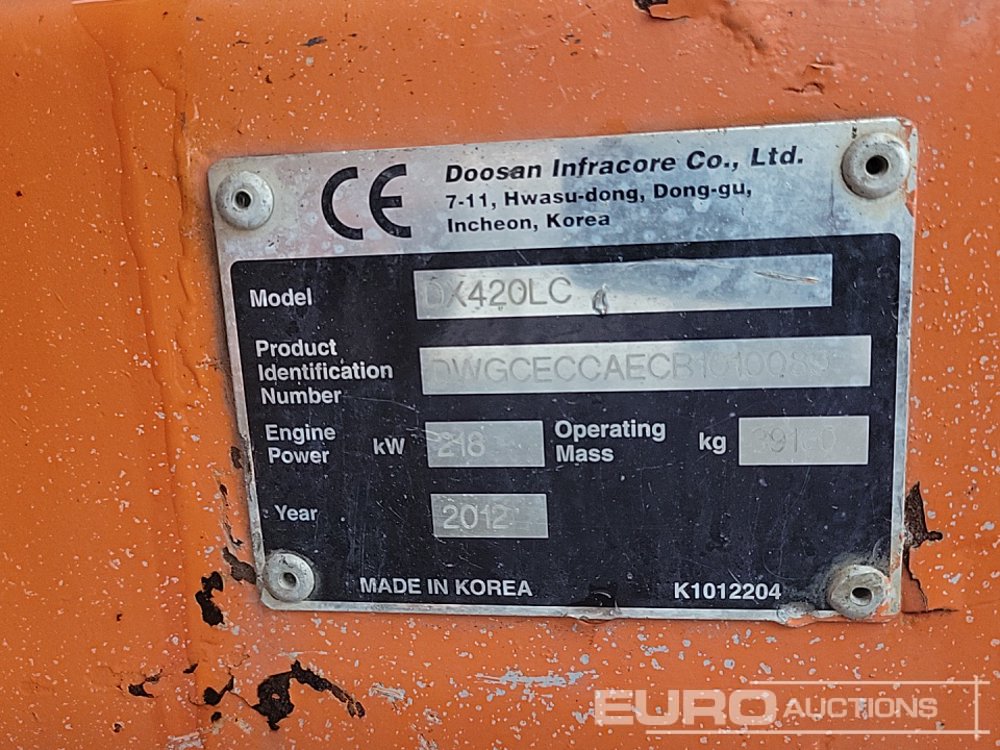 CE
Doosan Infracore Co., Ltd.
7-11, Hwasu-dong, Dong-gu,
Incheon, Korea
Model DX420LC
Product
Identification
Number
Engine
Power kW 218
Operating
Mass kg
Year 2012
MADE IN KOREA K1012204
EURO AUCTIONS